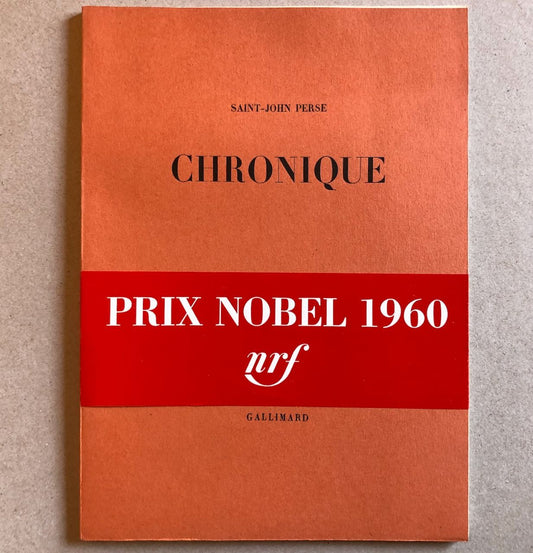 SAINT-JOHN PERSE
CHRONIQUE
PRIX NOBEL 1960
nrf
GALLIMARD